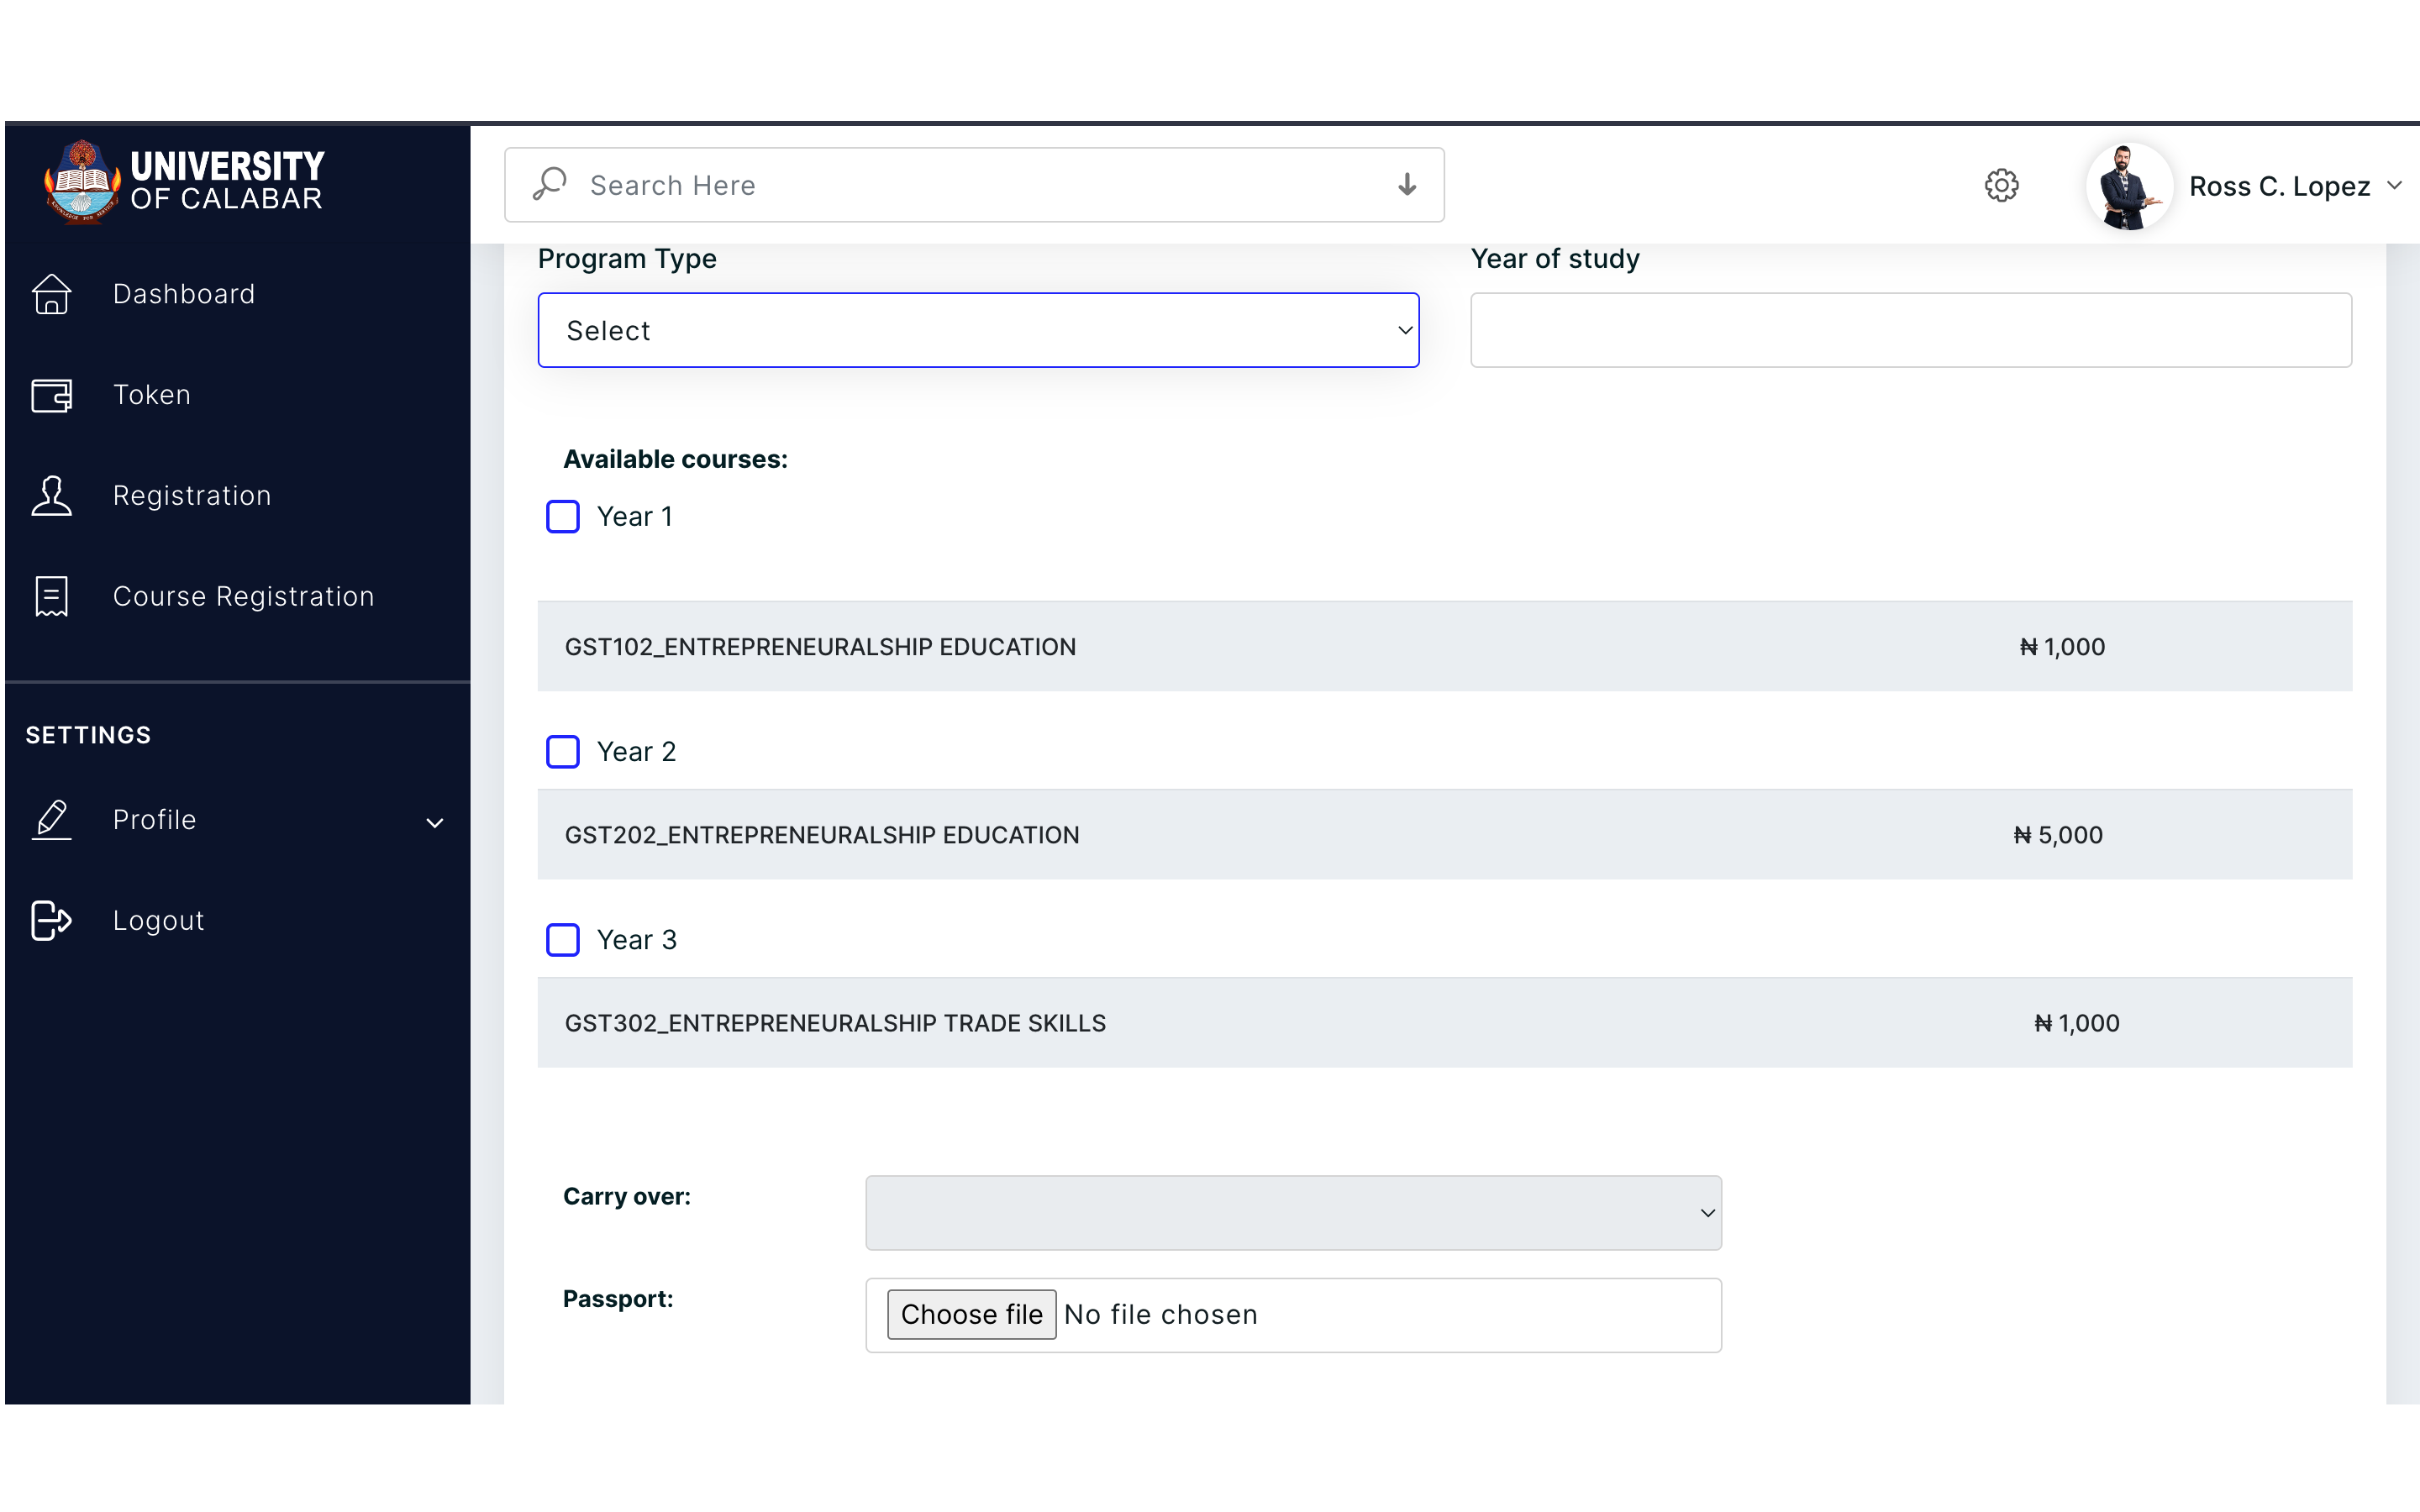 UNIVERSITY
OF CALABAR
Search Here
Ross C. Lopez
Dashboard
Token
Registration
Course Registration
SETTINGS
Profile
Logout
Program Type
Year of study
Select
Available courses:
Year 1
GST102_ENTREPRENEURALSHIP EDUCATION ₦ 1,000
Year 2
GST202_ENTREPRENEURALSHIP EDUCATION ₦ 5,000
Year 3
GST302_ENTREPRENEURALSHIP TRADE SKILLS ₦ 1,000
Carry over:
Passport:
Choose file No file chosen